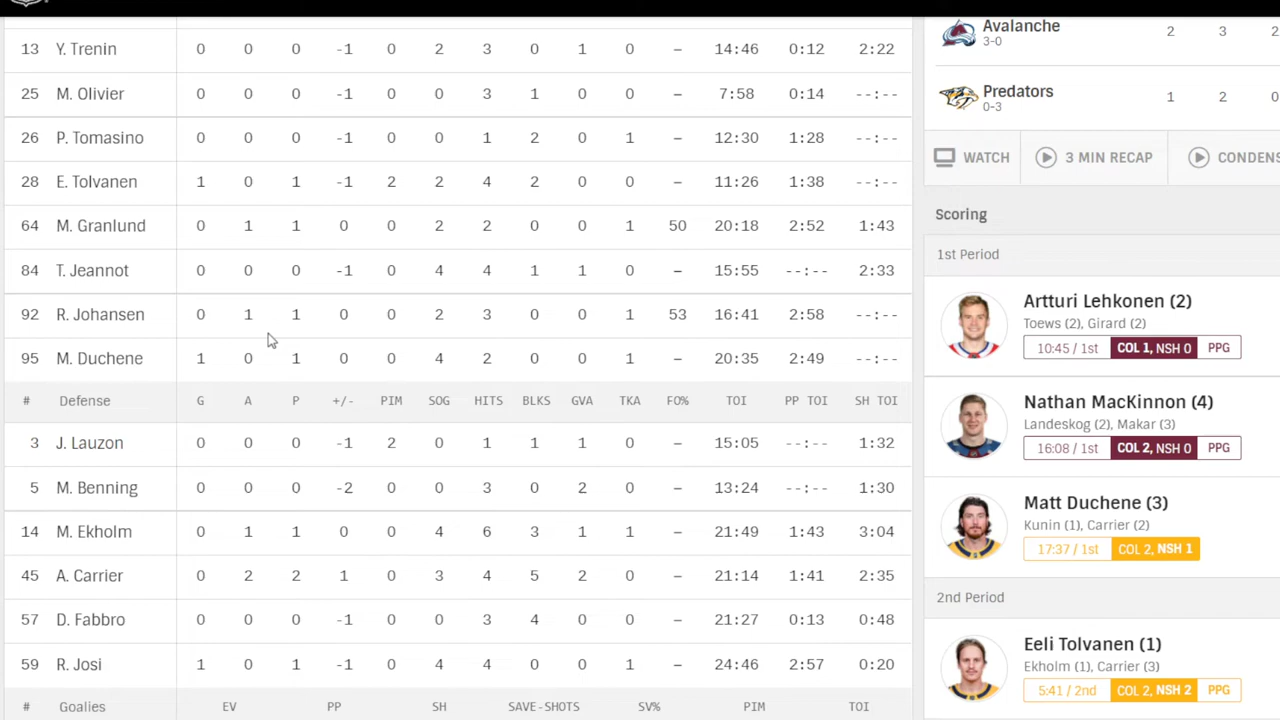 13 Y. Trenin 0 0 0 -1 0 2 3 0 1 0 – 14:46 0:12 2:22
25 M. Olivier 0 0 0 -1 0 0 3 1 0 0 – 7:58 0:14 --:--
26 P. Tomasino 0 0 0 -1 0 0 1 2 0 1 – 12:30 1:28 --:--
28 E. Tolvanen 1 0 1 -1 2 2 4 2 0 0 – 11:26 1:38 --:--
64 M. Granlund 0 1 1 0 0 2 2 0 0 1 50 20:18 2:52 1:43
84 T. Jeannot 0 0 0 -1 0 4 4 1 1 0 – 15:55 --:-- 2:33
92 R. Johansen 0 1 1 0 0 2 3 0 0 1 53 16:41 2:58 --:--
95 M. Duchene 1 0 1 0 0 4 2 0 0 1 – 20:35 2:49 --:--
# Defense G A P +/- PIM SOG HITS BLKS GVA TKA FO% TOI PP TOI SH TOI
3 J. Lauzon 0 0 0 -1 2 0 1 1 1 0 – 15:05 --:-- 1:32
5 M. Benning 0 0 0 -2 0 0 3 0 2 0 – 13:24 --:-- 1:30
14 M. Ekholm 0 1 1 0 0 4 6 3 1 1 – 21:49 1:43 3:04
45 A. Carrier 0 2 2 1 0 3 4 5 2 0 – 21:14 1:41 2:35
57 D. Fabbro 0 0 0 -1 0 0 3 4 0 0 – 21:27 0:13 0:48
59 R. Josi 1 0 1 -1 0 4 4 0 0 1 – 24:46 2:57 0:20
# Goalies EV PP SH SAVE-SHOTS SV% PIM TOI
Avalanche 2 3 2
3-0
Predators 1 2 0
0-3
WATCH 3 MIN RECAP CONDENS
Scoring
1st Period
Artturi Lehkonen (2)
Toews (2), Girard (2)
10:45 / 1st COL 1, NSH 0 PPG
Nathan MacKinnon (4)
Landeskog (2), Makar (3)
16:08 / 1st COL 2, NSH 0 PPG
Matt Duchene (3)
Kunin (1), Carrier (2)
17:37 / 1st COL 2, NSH 1
2nd Period
Eeli Tolvanen (1)
Ekholm (1), Carrier (3)
5:41 / 2nd COL 2, NSH 2 PPG